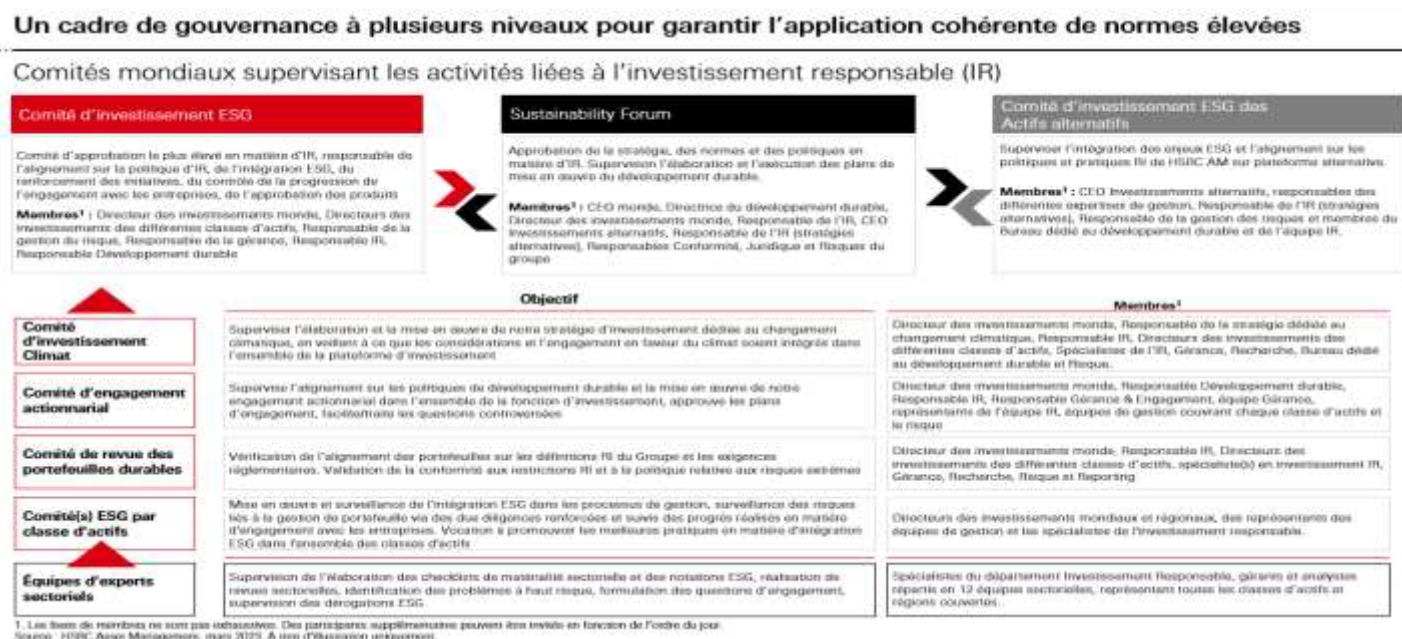 Un cadre de gouvernance à plusieurs niveaux pour garantir l'application cohérente de normes élevées
Comités mondiaux supervisant les activités liées à l'investissement responsable (IR)
Comité d'investissement ESG
Comité d'approbation le plus élevé en matière d'IR, responsable de
l'alignement sur la politique d'IR, de l'intégration ESG, du
renforcement des initiatives, du contrôle de la progression de
l'engagement avec les entreprises, de l'approbation des produits
Membres¹ : Directeur des investissements monde, Directeurs des
investissements des différentes classes d'actifs, Responsable de la
gestion du risque, Responsable de la gérance, Responsable IR,
Responsable Développement durable
Sustainability Forum
Approbation de la stratégie, des normes et des politiques en
matière d'IR. Supervision l'élaboration et l'exécution des plans de
mise en œuvre du développement durable.
Membres¹ : CEO monde, Directrice du développement durable,
Directeur des investissements monde, Responsable de l'IR, CEO
Investissements alternatifs, Responsable de l'IR (stratégies
alternatives), Responsables Conformité, Juridique et Risques du
groupe
Comité d'investissement ESG des
Actifs alternatifs
Superviser l'intégration des enjeux ESG et l'alignement sur les
politiques et pratiques RI de HSBC AM sur plateforme alternative.
Membres¹ : CEO Investissements alternatifs, responsables des
différentes expertises de gestion, Responsable de l'IR (stratégies
alternatives), Responsable de la gestion des risques et membres du
Bureau dédié au développement durable et de l'équipe IR.
Objectif
Membres¹
Comité
d'investissement
Climat
Superviser l'élaboration et la mise en œuvre de notre stratégie d'investissement dédiée au changement
climatique, en veillant à ce que les considérations et l'engagement en faveur du climat soient intégrés dans
l'ensemble de la plateforme d'investissement
Directeur des investissements monde, Responsable de la stratégie dédiée au
changement climatique, Responsable IR, Directeurs des investissements des
différentes classes d'actifs, Spécialistes de l'IR, Gérance, Recherche, Bureau dédié
au développement durable et Risque.
Comité d'engagement
actionnarial
Supervise l'alignement sur les politiques de développement durable et la mise en œuvre de notre
engagement actionnarial dans l'ensemble de la fonction d'investissement, approuve les plans
d'engagement, facilite/traite les questions controversées
Directeur des investissements monde, Responsable Développement durable,
Responsable IR, Responsable Gérance & Engagement, équipe Gérance,
représentants de l'équipe IR, équipes de gestion couvrant chaque classe d'actifs et
le risque
Comité de revue des
portefeuilles durables
Vérification de l'alignement des portefeuilles sur les définitions RI du Groupe et les exigences
réglementaires. Validation de la conformité aux restrictions RI et à la politique relative aux risques extrêmes
Directeur des investissements monde, Responsable IR, Directeurs des
investissements des différentes classes d'actifs, spécialiste(s) en investissement IR,
Gérance, Recherche, Risque et Reporting
Comité(s) ESG par
classe d'actifs
Mise en œuvre et surveillance de l'intégration ESG dans les processus de gestion, surveillance des risques
liés à la gestion de portefeuille via des due diligences renforcées et suivre des progrès réalisés en matière
d'engagement avec les entreprises. Vocation à promouvoir les meilleures pratiques en matière d'intégration
ESG dans l'ensemble des classes d'actifs
Directeurs des investissements mondiaux et régionaux, des représentants des
équipes de gestion et les spécialistes de l'investissement responsable.
Équipes d'experts
sectoriels
Supervision de l'élaboration des checklists de matérialité sectorielle et des notations ESG, réalisation de
revues sectorielles, identification des problèmes à haut risque, formulation des questions d'engagement,
supervision des dérogations ESG
Spécialistes du département Investissement Responsable, gérants et analystes
répartis en 12 équipes sectorielles, représentant toutes les classes d'actifs et
régions couvertes.
1. Les listes de membres ne sont pas exhaustives. Des participants supplémentaires peuvent être invités en fonction de l'ordre du jour.
Source : HSBC Asset Management, mars 2023. À titre d'illustration uniquement.